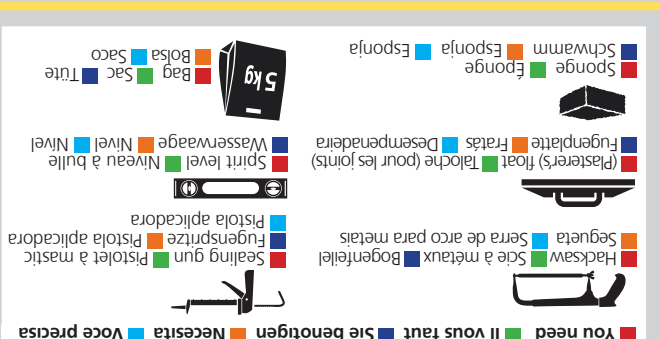 You need Il vous faut Sie benötigen Necesita Voce precisa
Hacksaw Scie à métaux Bogenfeilel
Segueta Serra de arco para metais
Sealing gun Pistolet à mastic
Fugenspritze Pistola aplicadora
Pistola aplicadora
(Plasterer's) float Taloche (pour les joints)
Fugenplatte Fratás Desempenadeira
Spirit level Niveau à bulle
Wasserwaage Nivel Nivel
Sponge Éponge
Schwamm Esponja Esponja
5 kg
Bag Sac Tüte
Bolsa Saco